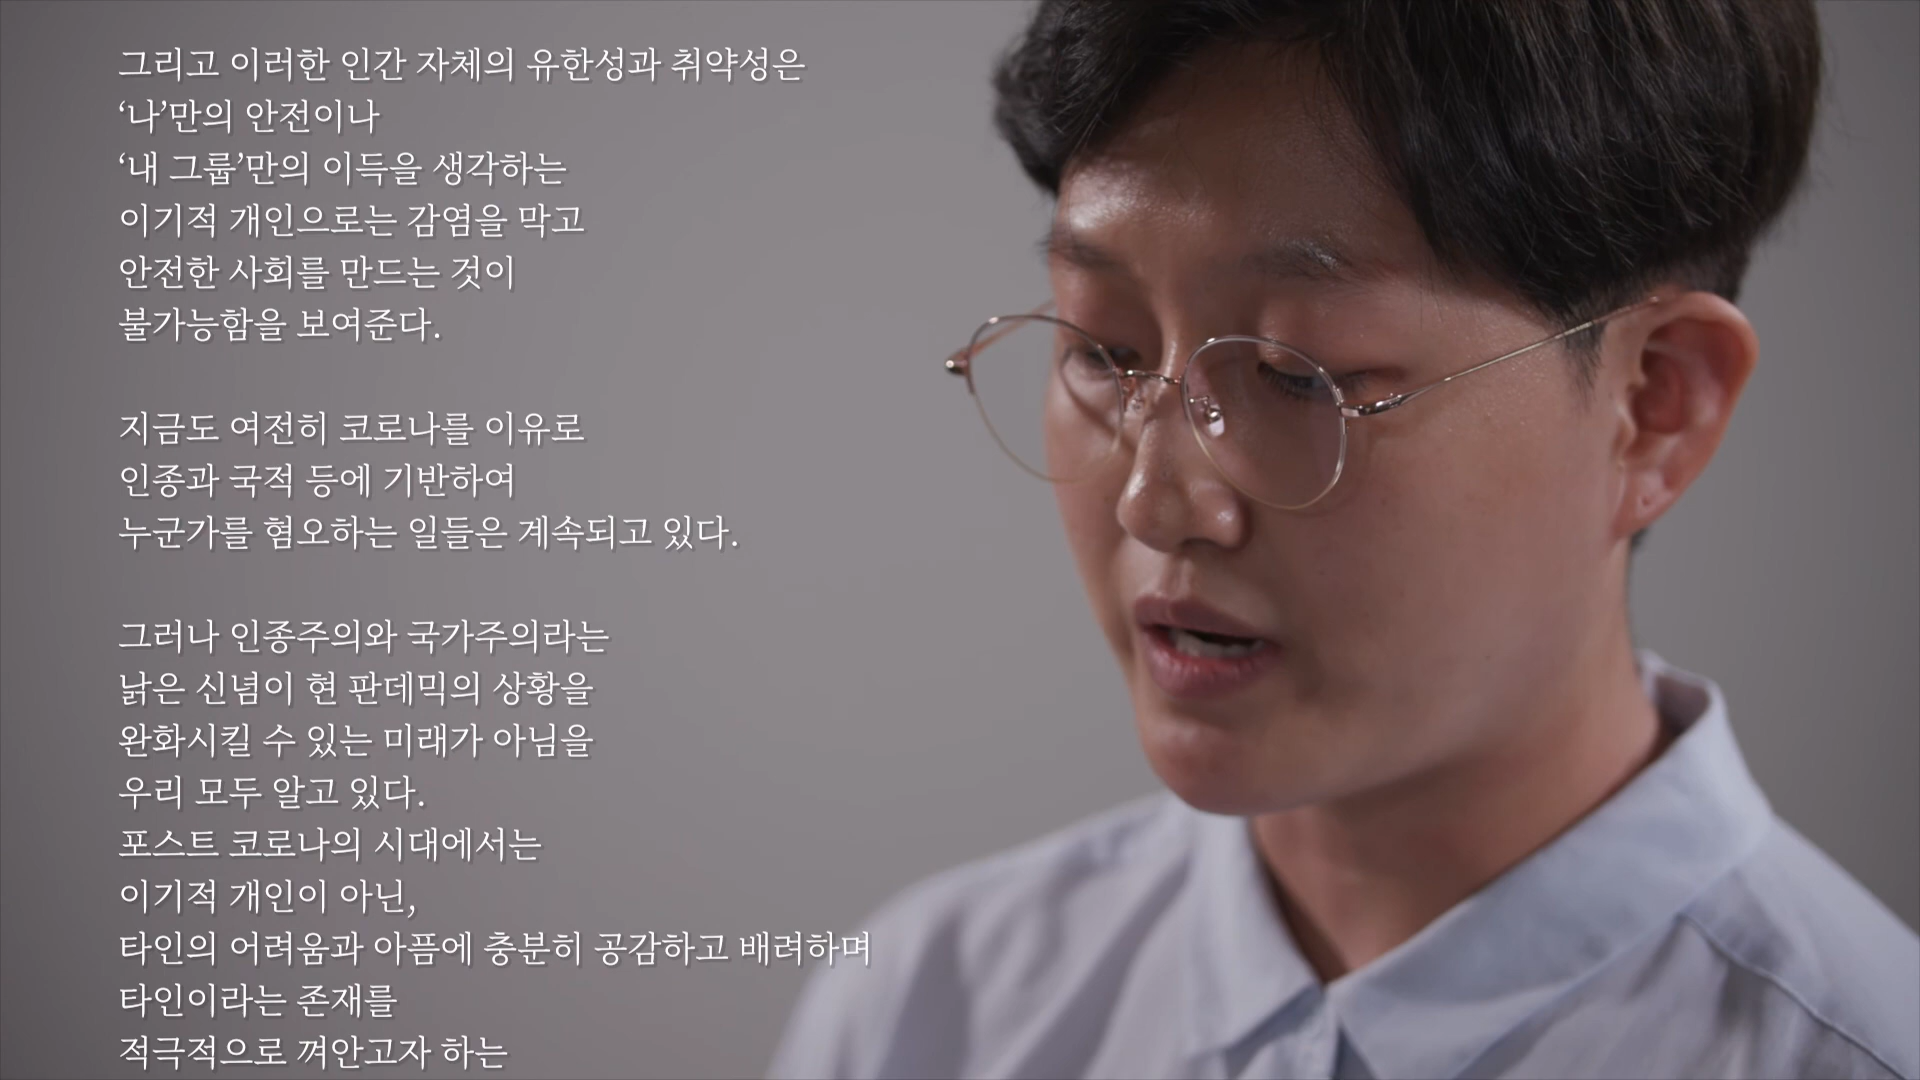 그리고 이러한 인간 자체의 유한성과 취약성은
‘나’만의 안전이나
‘내 그룹’만의 이득을 생각하는
이기적 개인으로는 감염을 막고
안전한 사회를 만드는 것이
불가능함을 보여준다.
지금도 여전히 코로나를 이유로
인종과 국적 등에 기반하여
누군가를 혐오하는 일들은 계속되고 있다.
그러나 인종주의와 국가주의라는
낡은 신념이 현 판데믹의 상황을
완화시킬 수 있는 미래가 아님을
우리 모두 알고 있다.
포스트 코로나의 시대에서는
이기적 개인이 아닌,
타인의 어려움과 아픔에 충분히 공감하고 배려하며
타인이라는 존재를
적극적으로 껴안고자 하는